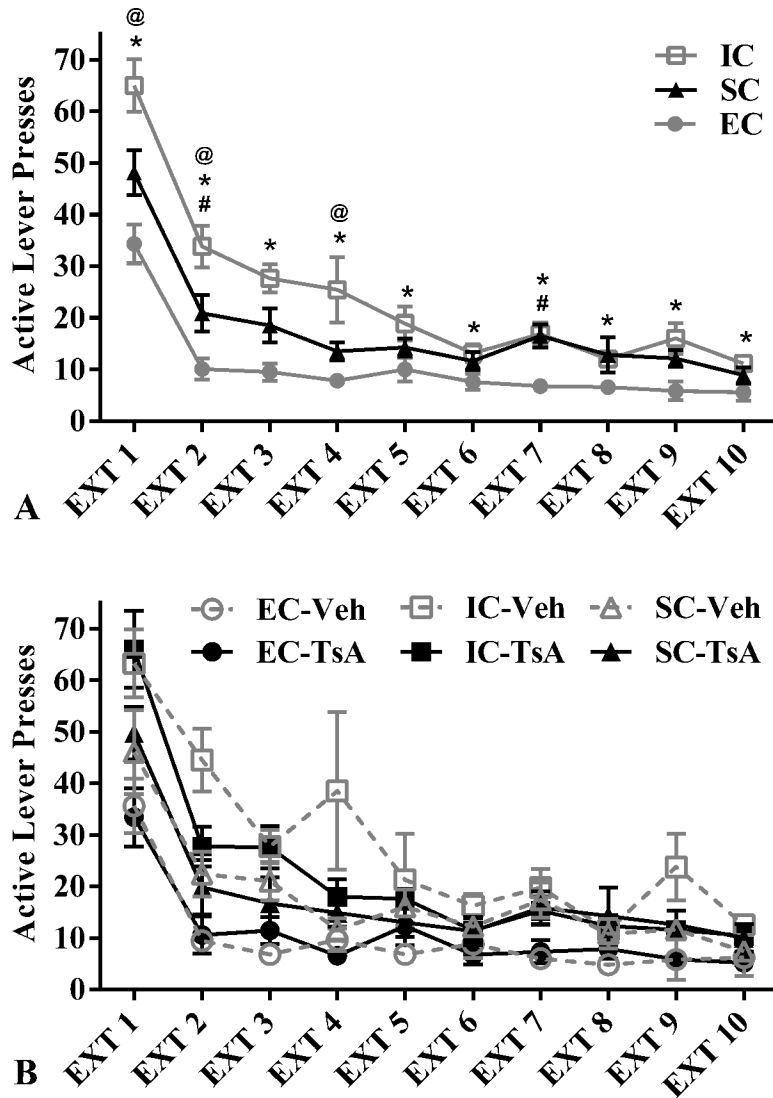 @
*
@
*
#
*
@
*
*
*
*
#
*
*
*
IC
SC
EC
Active Lever Presses
70
60
50
40
30
20
10
0
EXT 1
EXT 2
EXT 3
EXT 4
EXT 5
EXT 6
EXT 7
EXT 8
EXT 9
EXT 10
A
EC-Veh IC-Veh SC-Veh
EC-TsA IC-TsA SC-TsA
Active Lever Presses
70
60
50
40
30
20
10
0
EXT 1
EXT 2
EXT 3
EXT 4
EXT 5
EXT 6
EXT 7
EXT 8
EXT 9
EXT 10
B